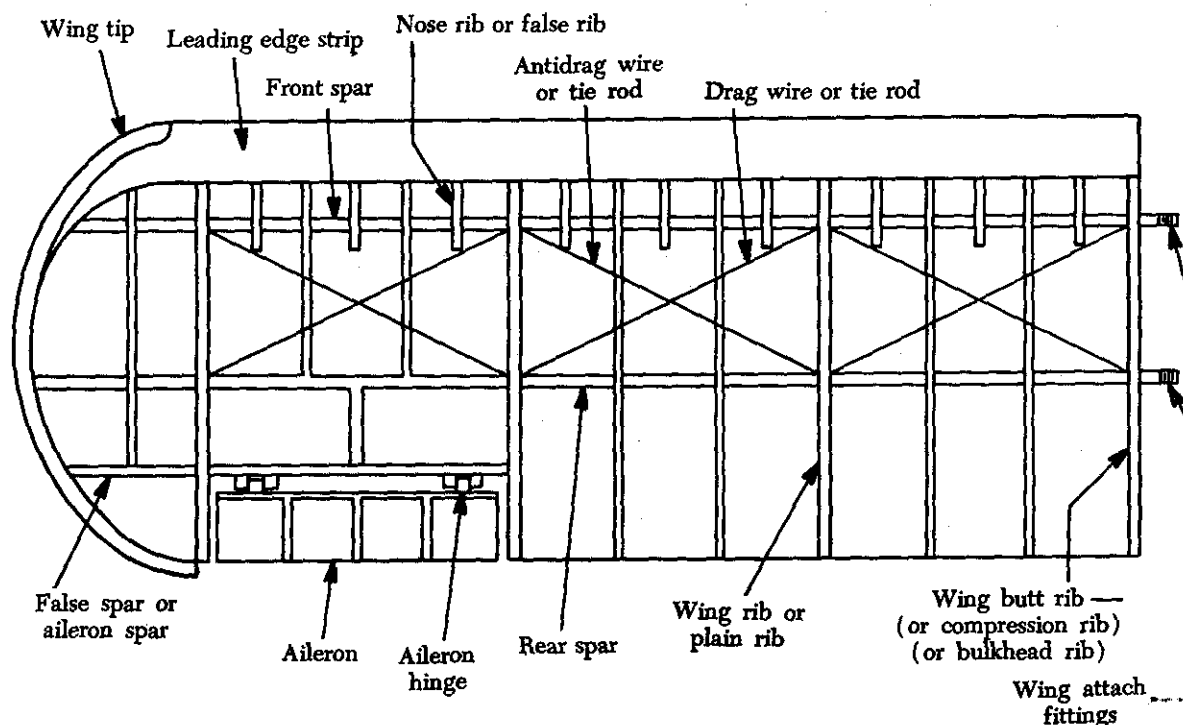 Wing tip
Leading edge strip
Nose rib or false rib
Front spar
Antidrag wire
or tie rod
Drag wire or tie rod
False spar or
aileron spar
Aileron
Aileron
hinge
Rear spar
Wing rib or
plain rib
Wing butt rib —
(or compression rib)
(or bulkhead rib)
Wing attach
fittings